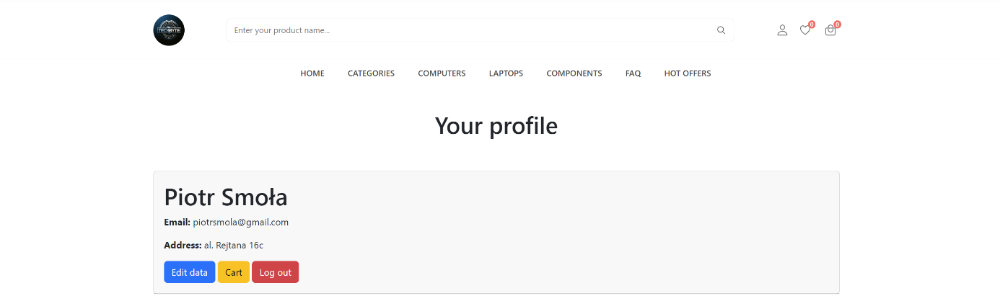 TECHBYTE
Enter your product name...
0
0
HOME CATEGORIES COMPUTERS LAPTOPS COMPONENTS FAQ HOT OFFERS
Your profile
Piotr Smoła
Email: piotrsmola@gmail.com
Address: al. Rejtana 16c
Edit data Cart Log out